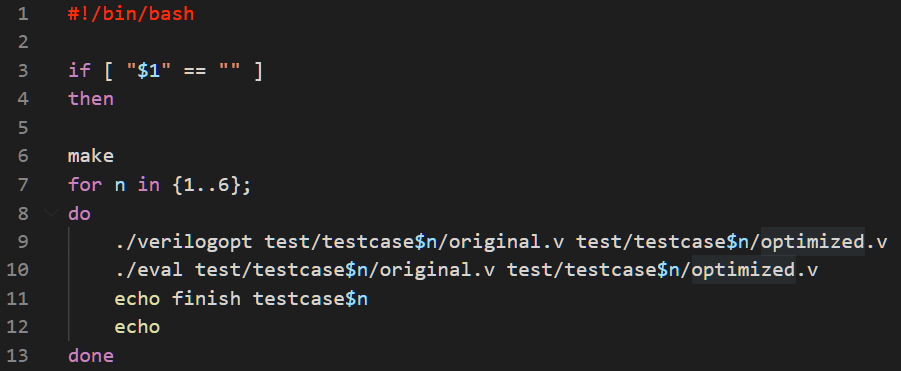 1 #!/bin/bash
2
3 if [ "$1" == "" ]
4 then
5
6 make
7 for n in {1..6};
8 do
9     ./verilogopt test/testcase$n/original.v test/testcase$n/optimized.v
10     ./eval test/testcase$n/original.v test/testcase$n/optimized.v
11     echo finish testcase$n
12     echo
13 done